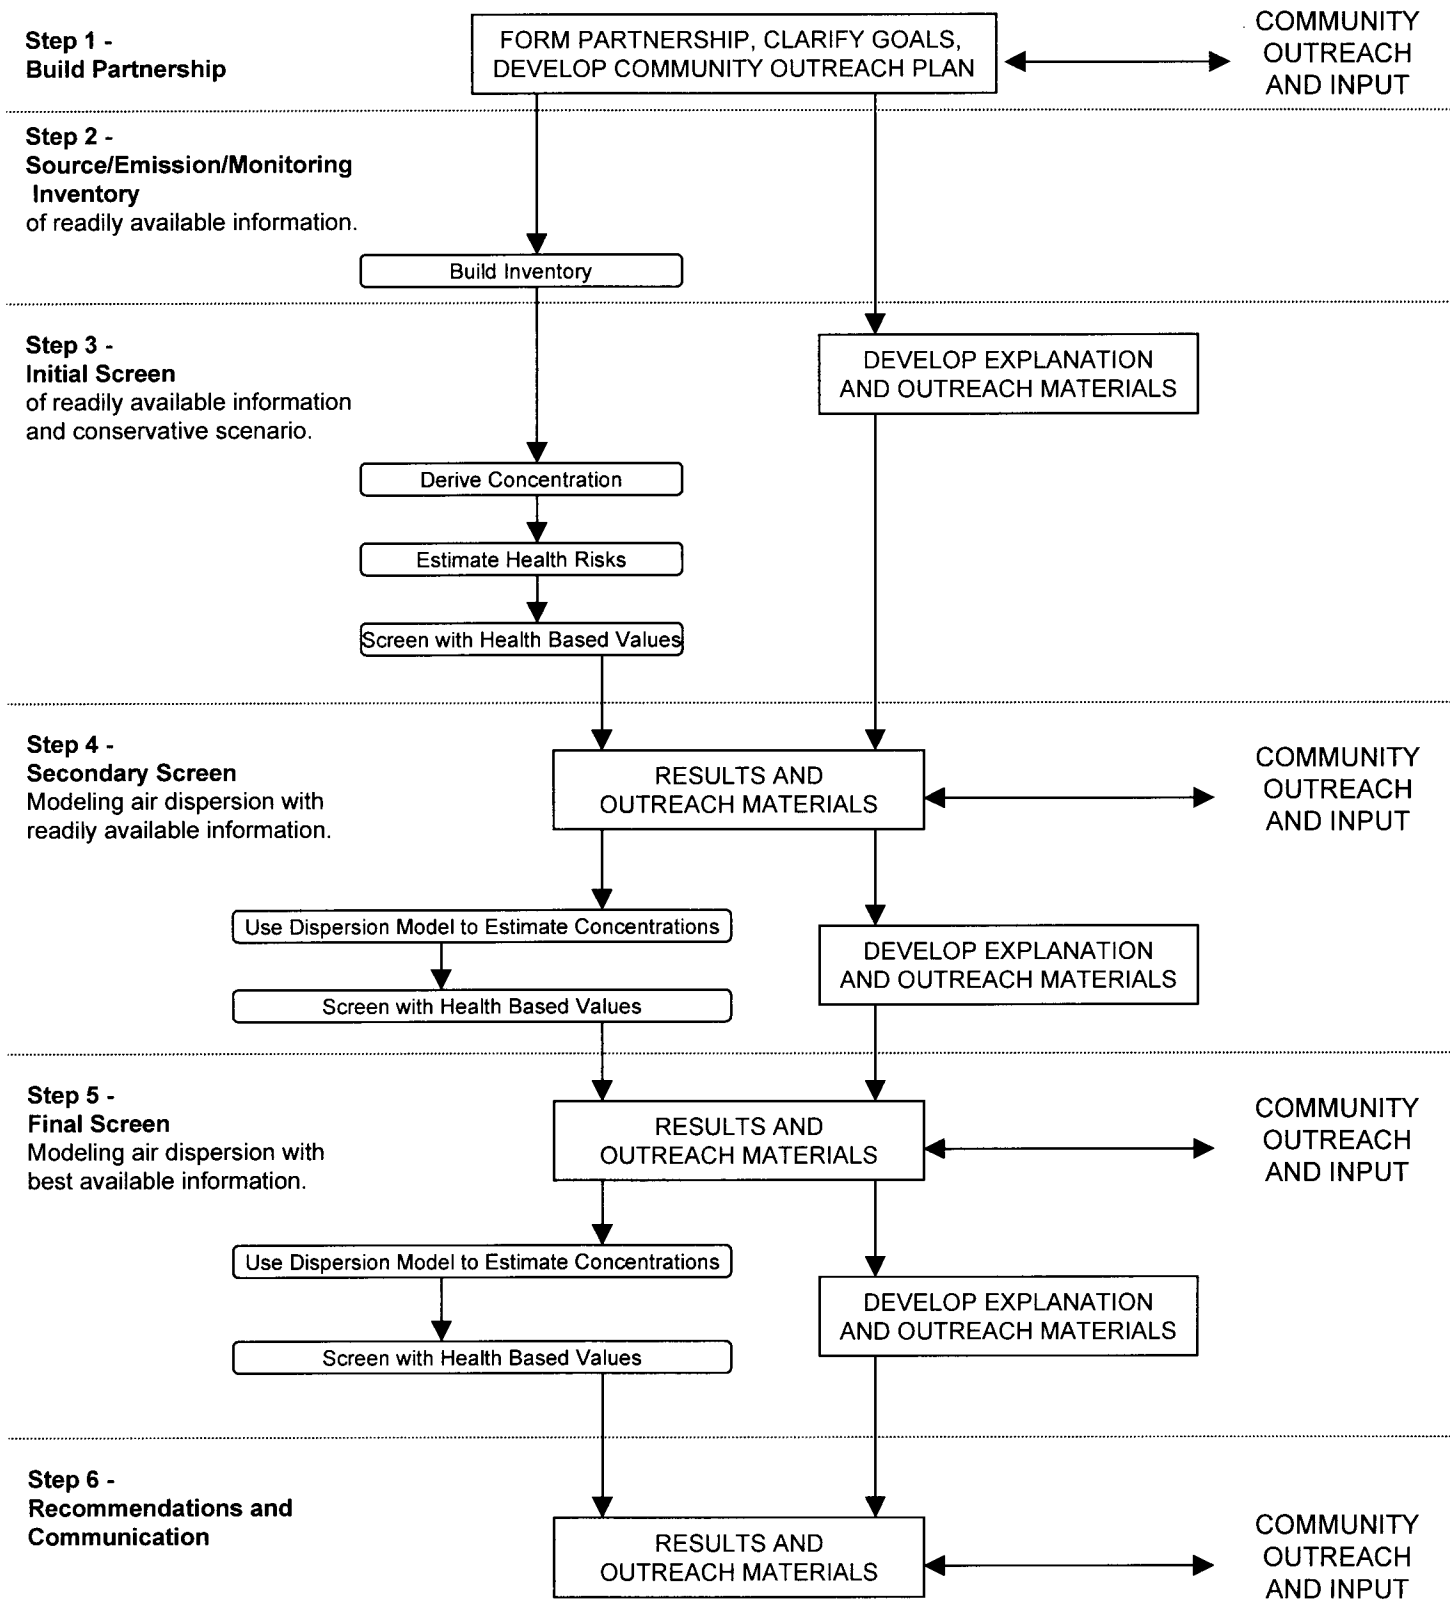 Step 1 -
Build Partnership
FORM PARTNERSHIP, CLARIFY GOALS,
DEVELOP COMMUNITY OUTREACH PLAN
COMMUNITY
OUTREACH
AND INPUT
Step 2 -
Source/Emission/Monitoring
Inventory
of readily available information.
Build Inventory
Step 3 -
Initial Screen
of readily available information
and conservative scenario.
DEVELOP EXPLANATION
AND OUTREACH MATERIALS
Derive Concentration
Estimate Health Risks
Screen with Health Based Values
Step 4 -
Secondary Screen
Modeling air dispersion with
readily available information.
RESULTS AND
OUTREACH MATERIALS
COMMUNITY
OUTREACH
AND INPUT
Use Dispersion Model to Estimate Concentrations
Screen with Health Based Values
DEVELOP EXPLANATION
AND OUTREACH MATERIALS
Step 5 -
Final Screen
Modeling air dispersion with
best available information.
RESULTS AND
OUTREACH MATERIALS
COMMUNITY
OUTREACH
AND INPUT
Use Dispersion Model to Estimate Concentrations
Screen with Health Based Values
DEVELOP EXPLANATION
AND OUTREACH MATERIALS
Step 6 -
Recommendations and
Communication
RESULTS AND
OUTREACH MATERIALS
COMMUNITY
OUTREACH
AND INPUT